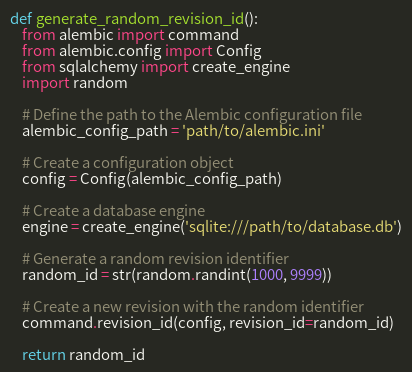 def generate_random_revision_id():
from alembic import command
from alembic.config import Config
from sqlalchemy import create_engine
import random
# Define the path to the Alembic configuration file
alembic_config_path = 'path/to/alembic.ini'
# Create a configuration object
config = Config(alembic_config_path)
# Create a database engine
engine = create_engine('sqlite:///path/to/database.db')
# Generate a random revision identifier
random_id = str(random.randint(1000, 9999))
# Create a new revision with the random identifier
command.revision_id(config, revision_id=random_id)
return random_id